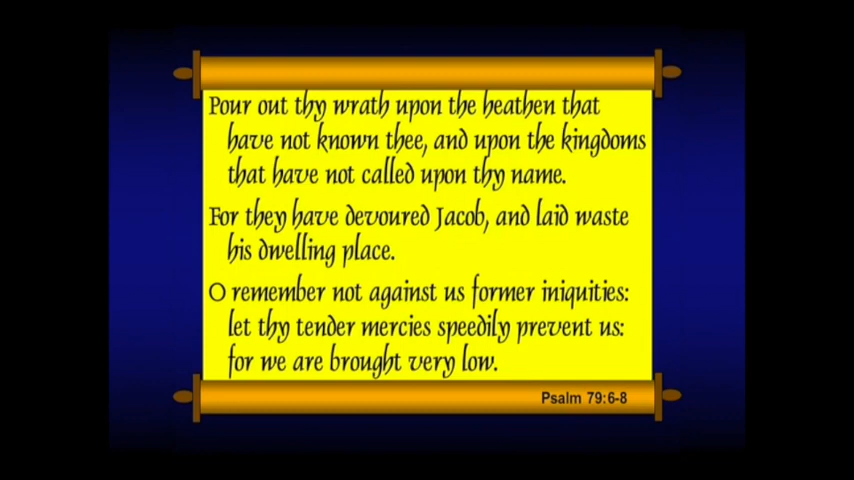 Pour out thy wrath upon the heathen that
have not known thee, and upon the kingdoms
that have not called upon thy name.
For they have devoured Jacob, and laid waste
his dwelling place.
O remember not against us former iniquities:
let thy tender mercies speedily prevent us:
for we are brought very low.
Psalm 79:6-8